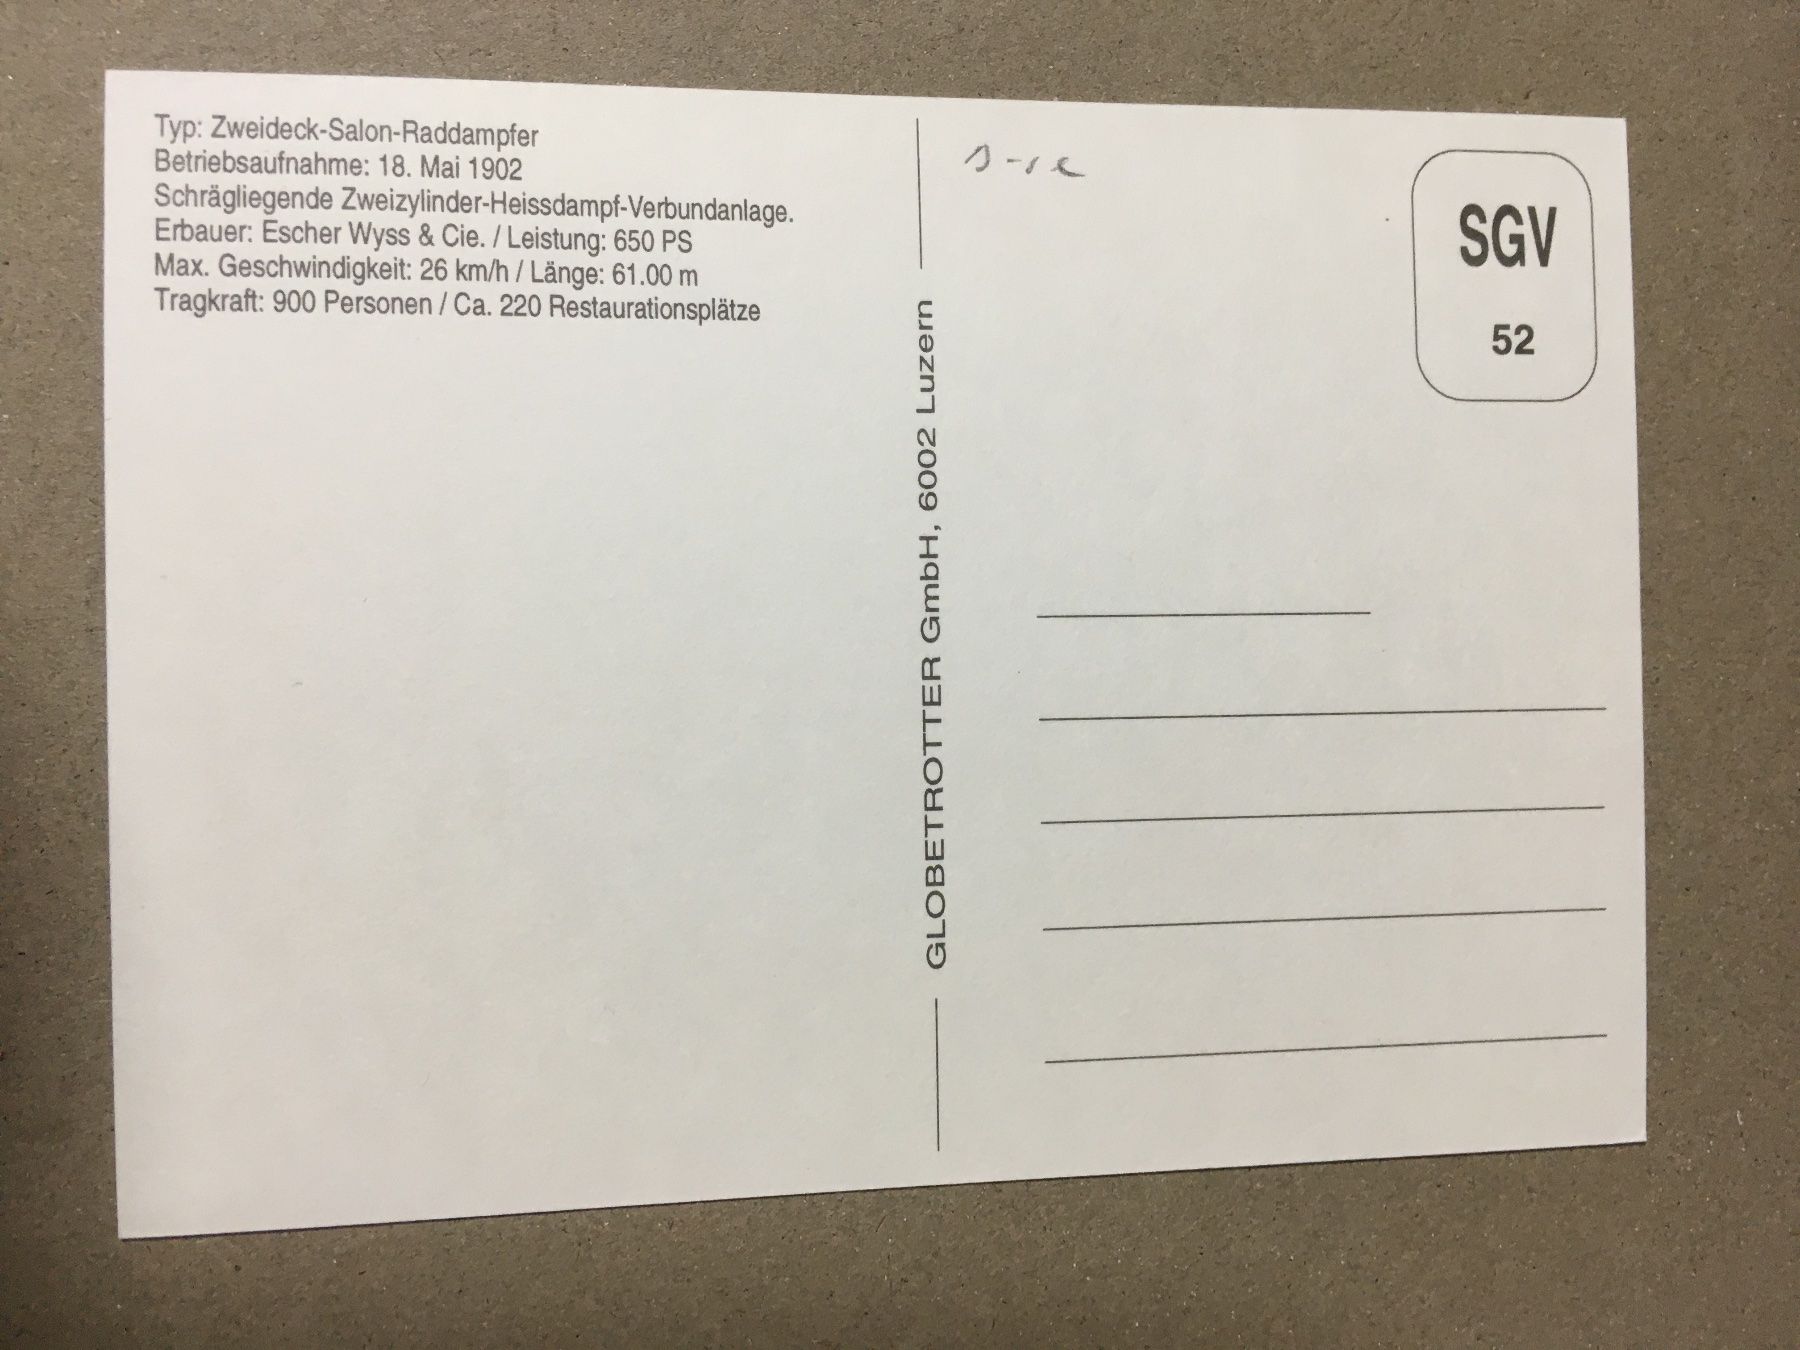 Typ: Zweideck-Salon-Raddampfer
Betriebsaufnahme: 18. Mai 1902
Schrägliegende Zweizylinder-Heissdampf-Verbundanlage.
Erbauer: Escher Wyss & Cie. / Leistung: 650 PS
Max. Geschwindigkeit: 26 km/h / Länge: 61.00 m
Tragkraft: 900 Personen / Ca. 220 Restaurationsplätze
GLOBETROTTER GmbH, 6002 Luzern
SGV
52